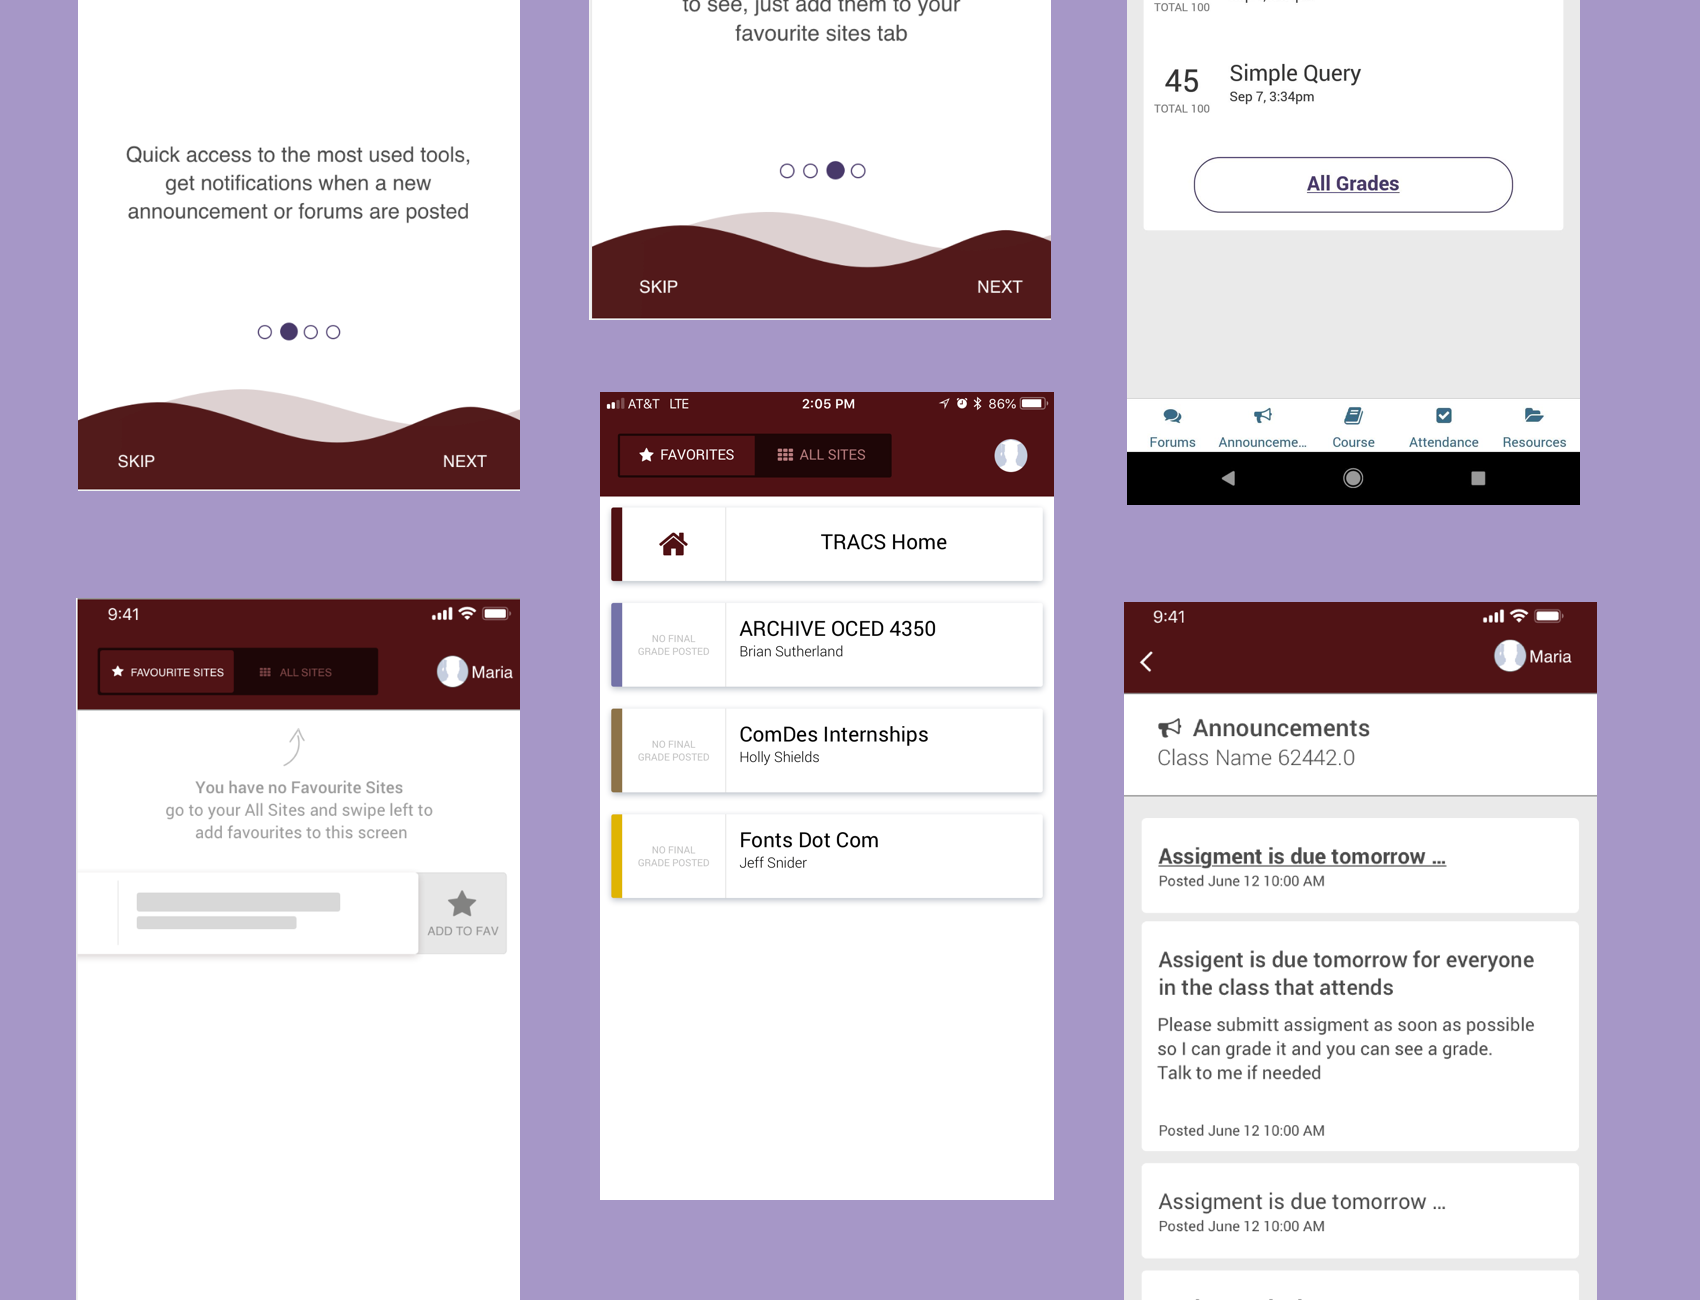 Quick access to the most used tools,
get notifications when a new
announcement or forums are posted
SKIP
NEXT
9:41
FAVOURITE SITES
ALL SITES
Maria
You have no Favourite Sites
go to your All Sites and swipe left to
add favourites to this screen
ADD TO FAV
to see, just add them to your
favourite sites tab
SKIP
NEXT
AT&T LTE
2:05 PM
86%
FAVORITES
ALL SITES
TRACS Home
NO FINAL
GRADE POSTED
ARCHIVE OCED 4350
Brian Sutherland
NO FINAL
GRADE POSTED
ComDes Internships
Holly Shields
NO FINAL
GRADE POSTED
Fonts Dot Com
Jeff Snider
TOTAL 100
45
TOTAL 100
Simple Query
Sep 7, 3:34pm
All Grades
Forums
Announceme...
Course
Attendance
Resources
9:41
Maria
Announcements
Class Name 62442.0
Assigment is due tomorrow ...
Posted June 12 10:00 AM
Assigent is due tomorrow for everyone
in the class that attends
Please submitt assigment as soon as possible
so I can grade it and you can see a grade.
Talk to me if needed
Posted June 12 10:00 AM
Assigment is due tomorrow ...
Posted June 12 10:00 AM